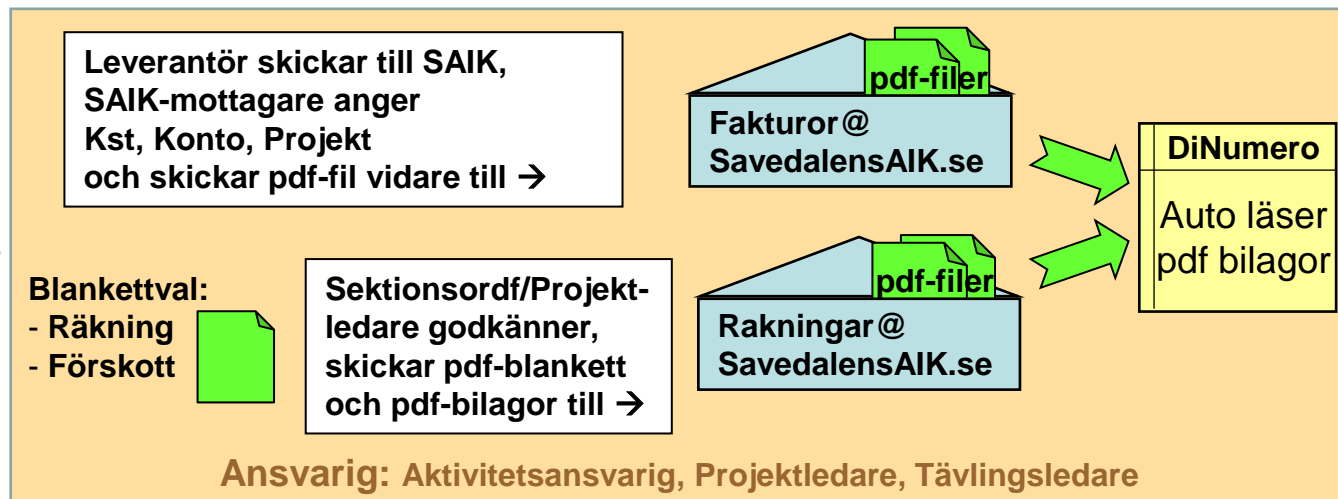 Leverantör skickar till SAIK,
SAIK-mottagare anger
Kst, Konto, Projekt
och skickar pdf-fil vidare till →
pdf-filer
Fakturor@
SavedalensAIK.se
DiNumero
Auto läser
pdf bilagor
Blankettval:
- Räkning
- Förskott
Sektionsordf/Projekt-
ledare godkänner,
skickar pdf-blankett
och pdf-bilagor till →
pdf-filer
Rakningar@
SavedalensAIK.se
Ansvarig: Aktivitetsansvarig, Projektledare, Tävlingsledare